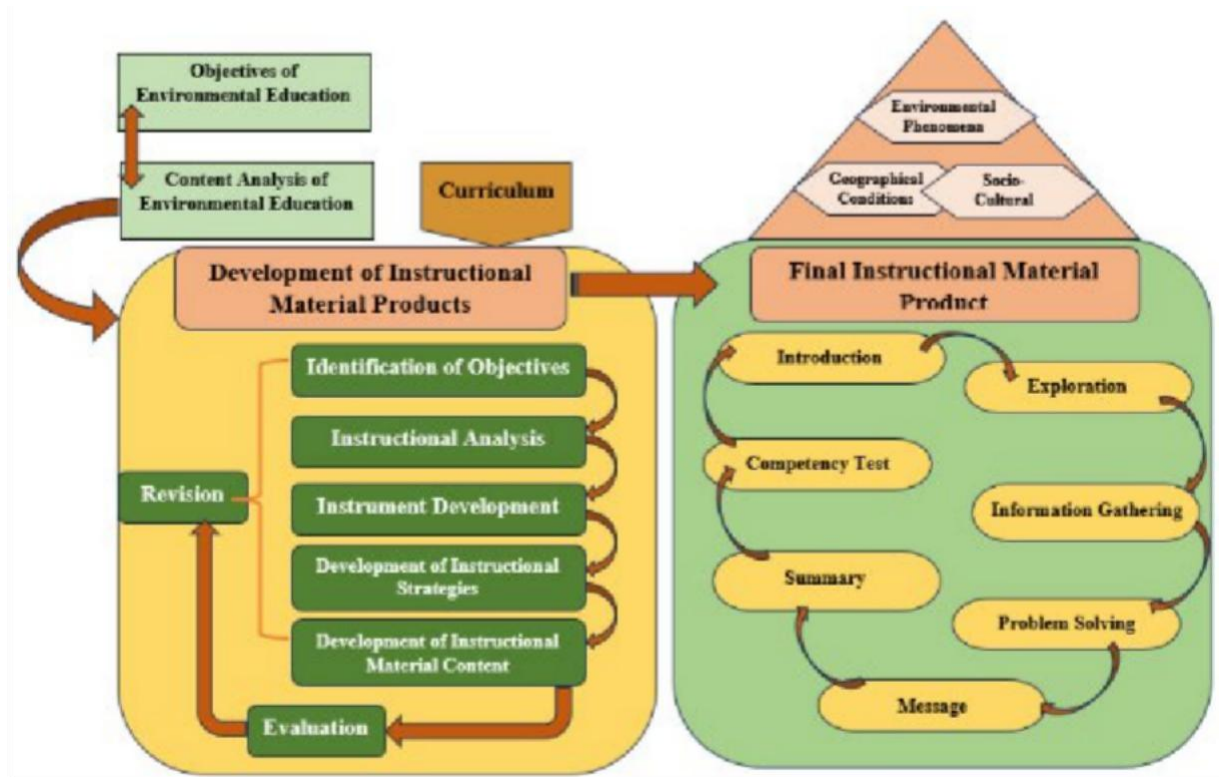 Objectives of
Environmental Education
Content Analysis of
Environmental Education
Curriculum
Development of Instructional
Material Products
Identification of Objectives
Instructional Analysis
Instrument Development
Development of Instructional
Strategies
Development of Instructional
Material Content
Revision
Evaluation
Environmental
Phenomena
Geographical
Conditions
Socio-
Cultural
Final Instructional Material
Product
Introduction
Exploration
Information Gathering
Problem Solving
Message
Summary
Competency Test